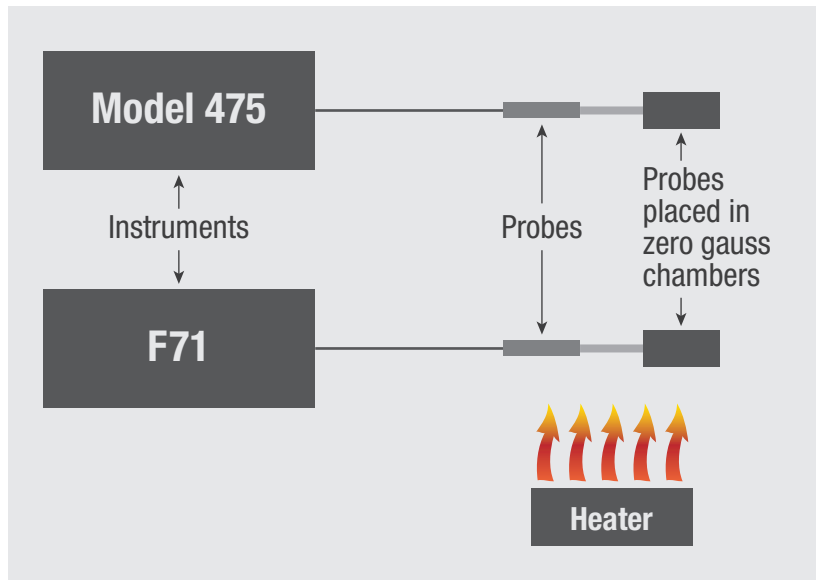 Model 475
Instruments
Probes
Probes
placed in
zero gauss
chambers
F71
Heater